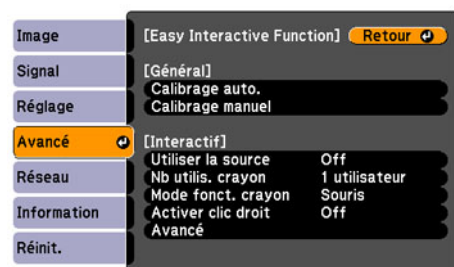 Image
Signal
Réglage
Avancé
Réseau
Information
Réinit.
[Easy Interactive Function] Retour
[Général]
Calibrage auto.
Calibrage manuel
[Interactif]
Utiliser la source Off
Nb utilis. crayon 1 utilisateur
Mode fonct. crayon Souris
Activer clic droit Off
Avancé